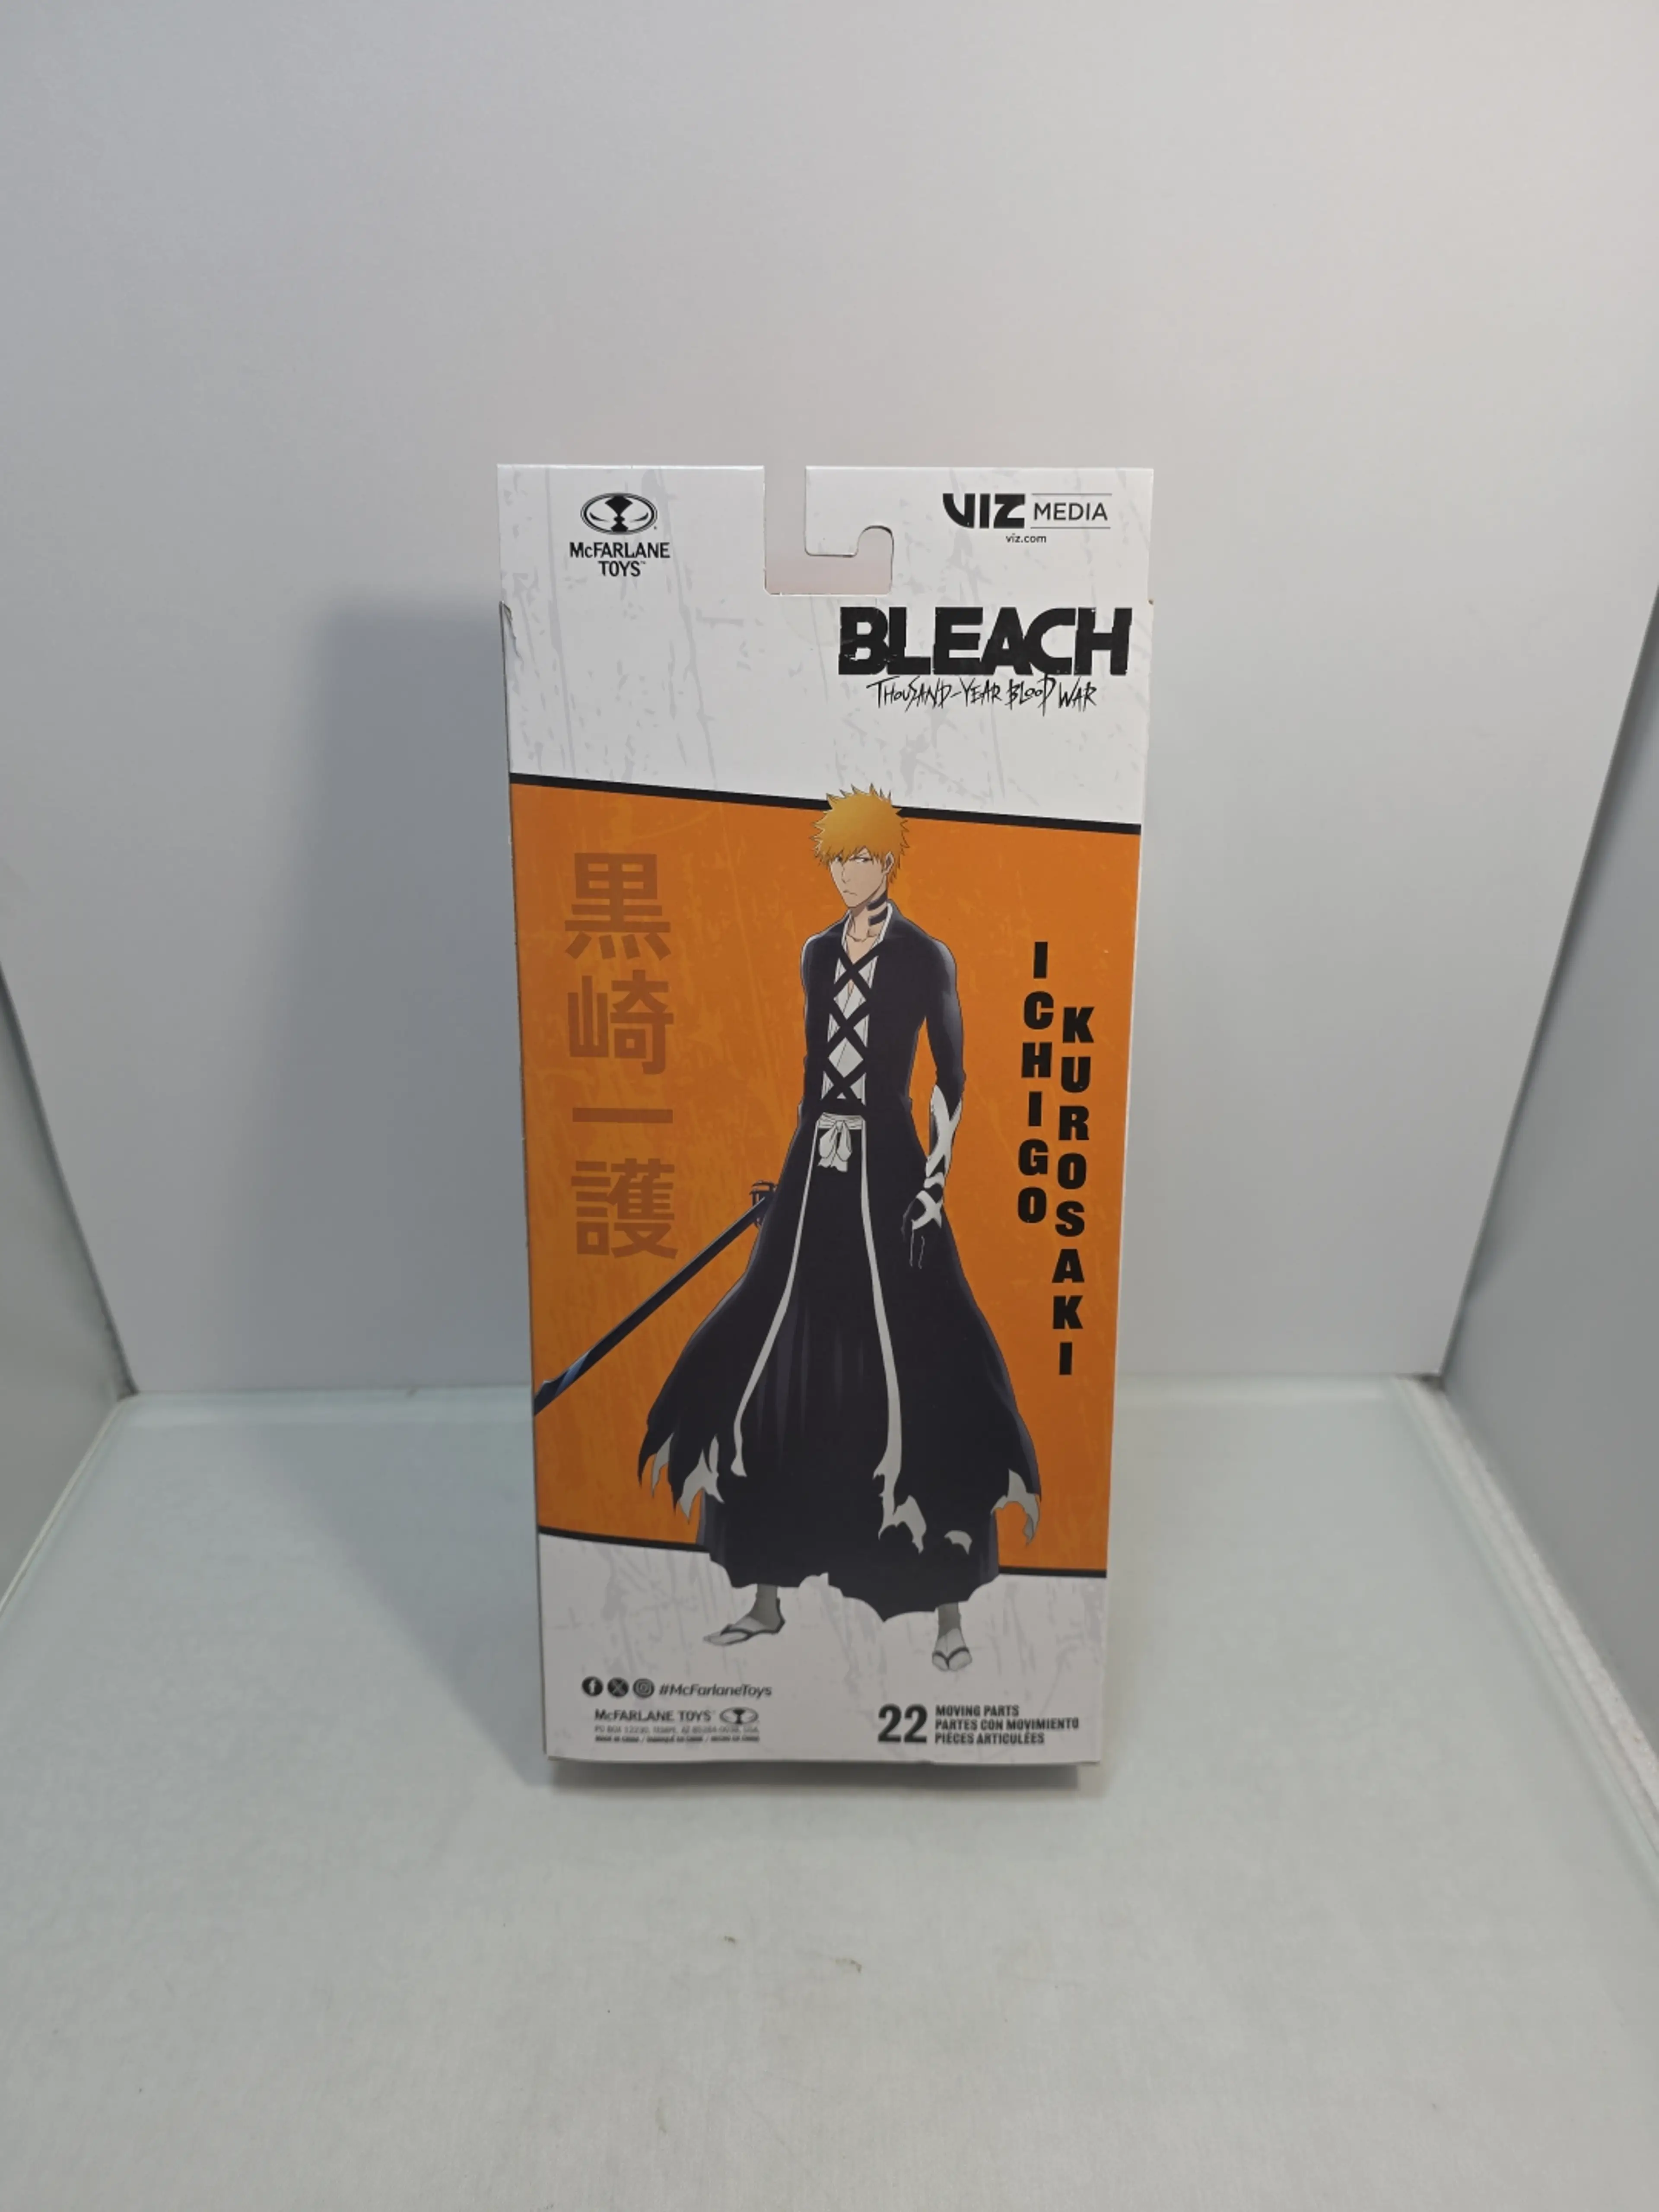 McFARLANE
TOYS™
VIZ MEDIA
viz.com
BLEACH
THOUSAND-YEAR BLOOD WAR
黒崎一護
ICHIGO
KUROSAKI
#McFarlaneToys
McFARLANE TOYS
22 MOVING PARTS
PARTES CON MOVIMIENTO
PIÈCES ARTICULÉES